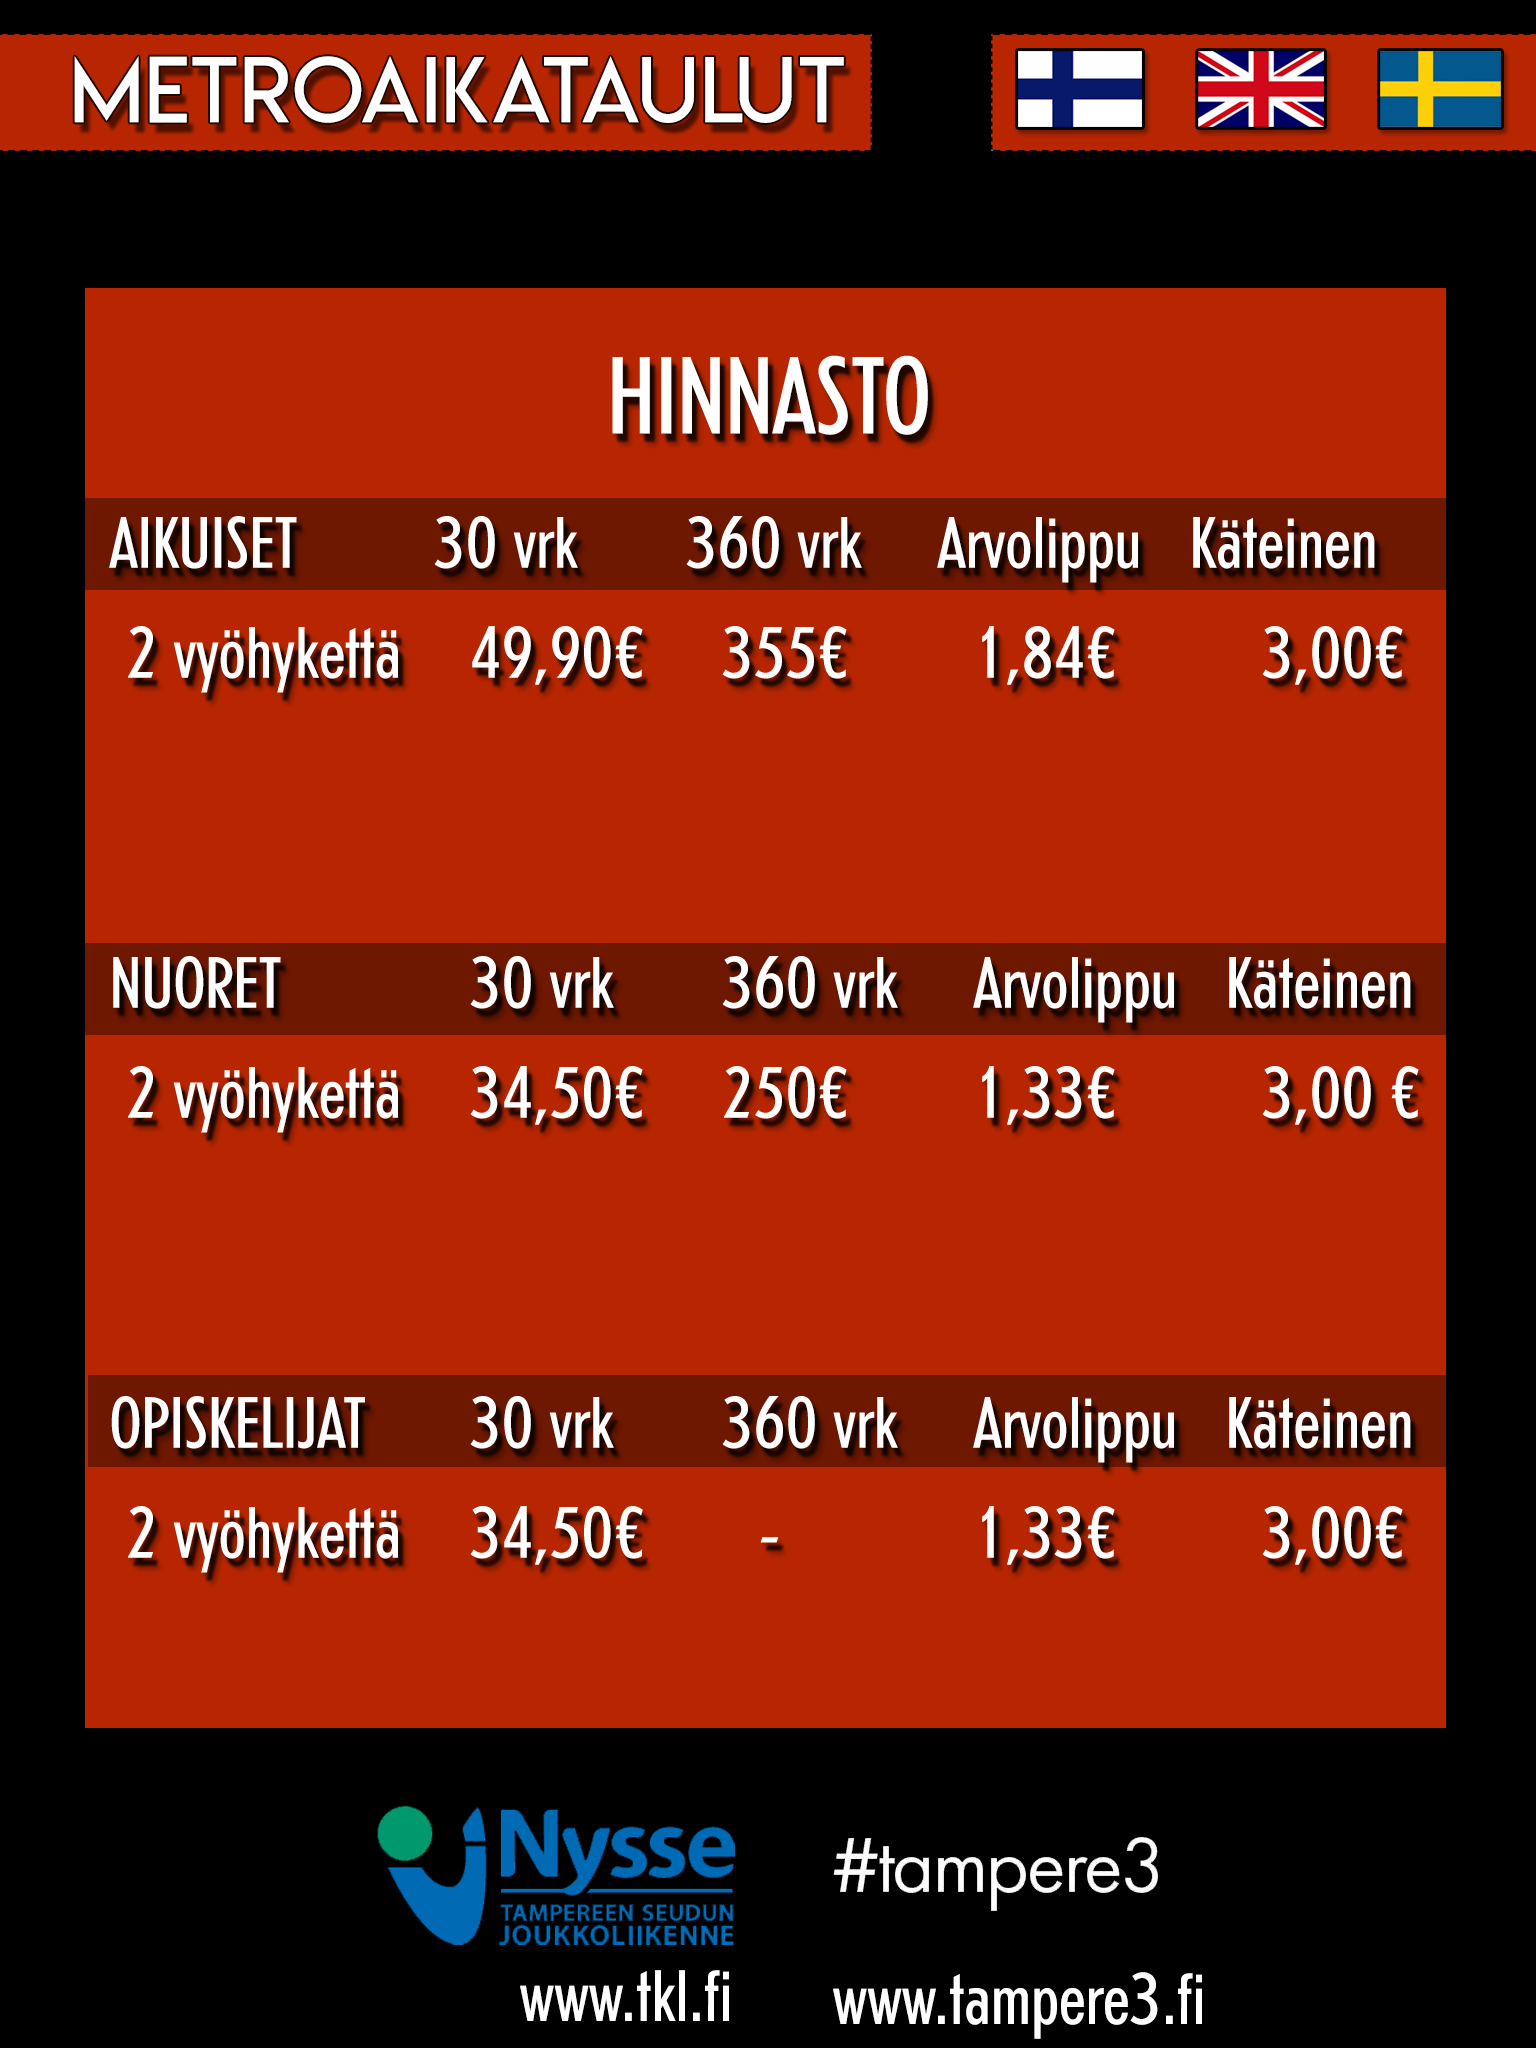 METROAIKATAULUT
HINNASTO
AIKUISET 30 vrk 360 vrk Arvolippu Käteinen
2 vyöhykettä 49,90€ 355€ 1,84€ 3,00€
NUORET 30 vrk 360 vrk Arvolippu Käteinen
2 vyöhykettä 34,50€ 250€ 1,33€ 3,00 €
OPISKELIJAT 30 vrk 360 vrk Arvolippu Käteinen
2 vyöhykettä 34,50€ - 1,33€ 3,00€
Nysse
TAMPEREEN SEUDUN
JOUKKOLIIKENNE
www.tkl.fi
#tampere3
www.tampere3.fi